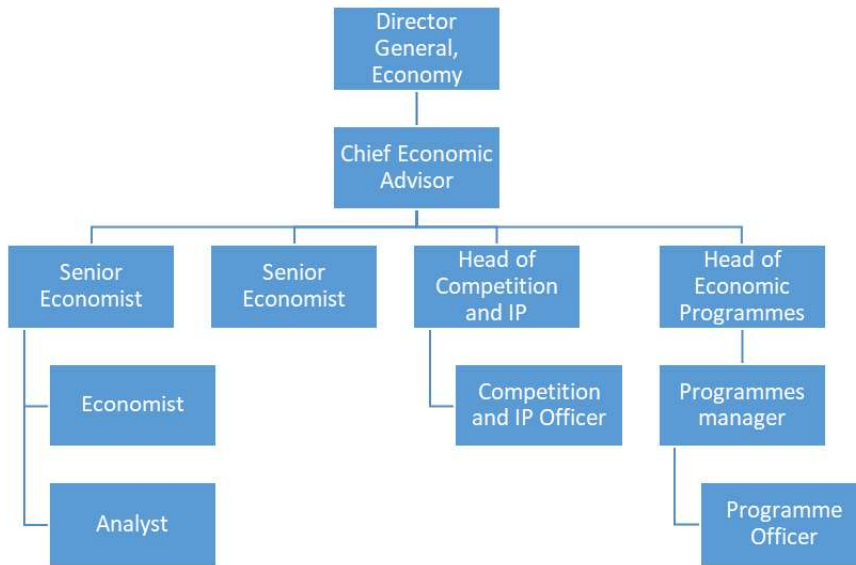 Director
General,
Economy
Chief Economic
Advisor
Senior
Economist
Senior
Economist
Head of
Competition
and IP
Head of
Economic
Programmes
Economist
Competition
and IP Officer
Programmes
manager
Analyst
Programme
Officer